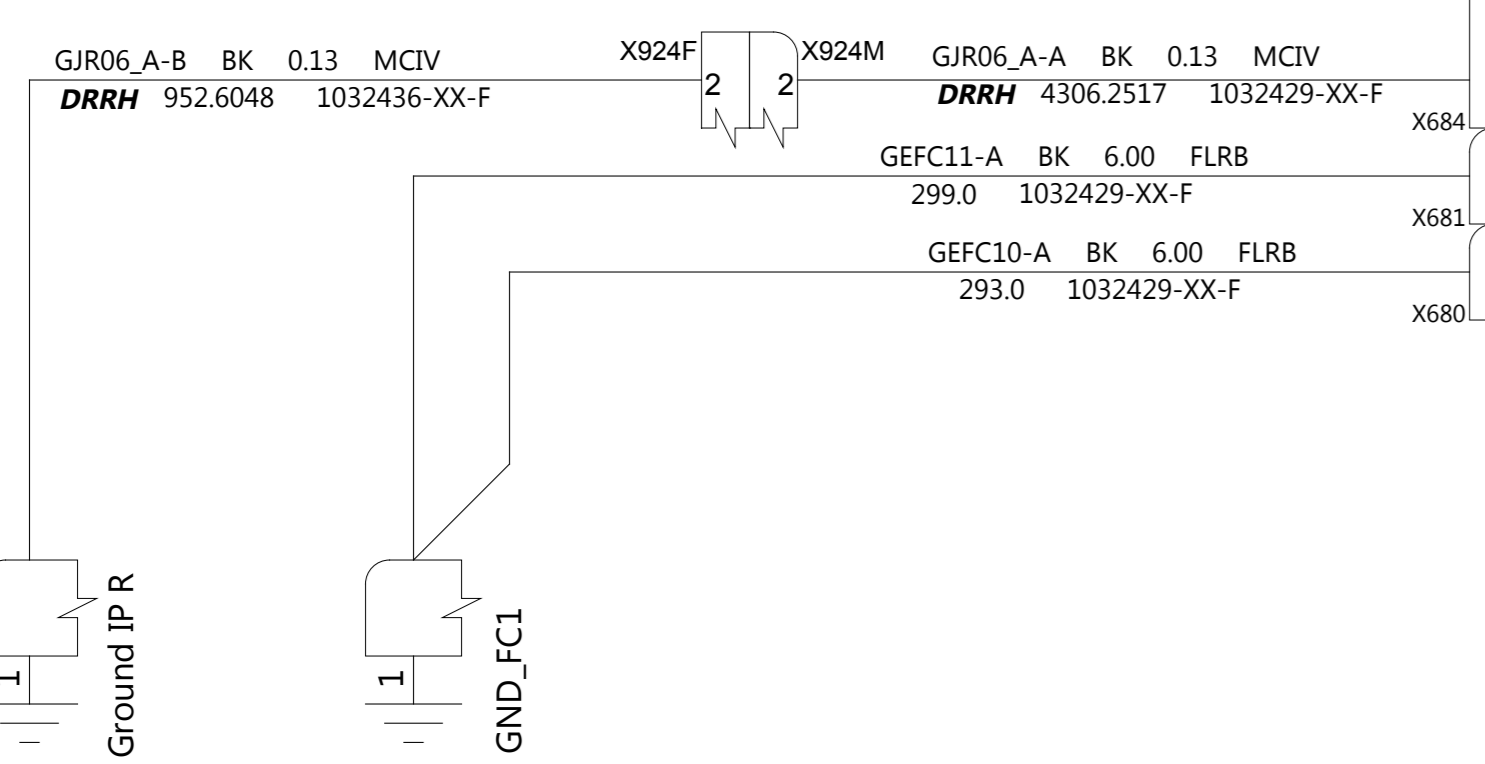 GJR06_A-B BK 0.13 MCIV
DRRH 952.6048 1032436-XX-F
X924F
2
2
X924M
GJR06_A-A BK 0.13 MCIV
DRRH 4306.2517 1032429-XX-F
X684
GEFC11-A BK 6.00 FLRB
299.0 1032429-XX-F
X681
GEFC10-A BK 6.00 FLRB
293.0 1032429-XX-F
X680
1
Ground IP R
1
GND_FC1